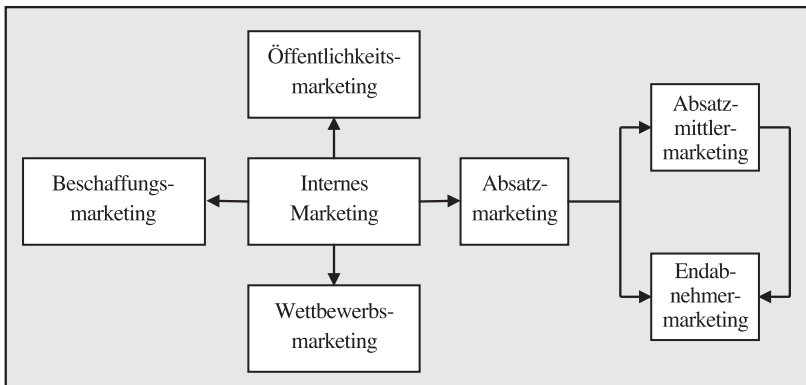 Öffentlichkeits-
marketing
Beschaffungs-
marketing
Internes
Marketing
Absatz-
marketing
Absatz-
mittler-
marketing
Wettbewerbs-
marketing
Endab-
nehmer-
marketing